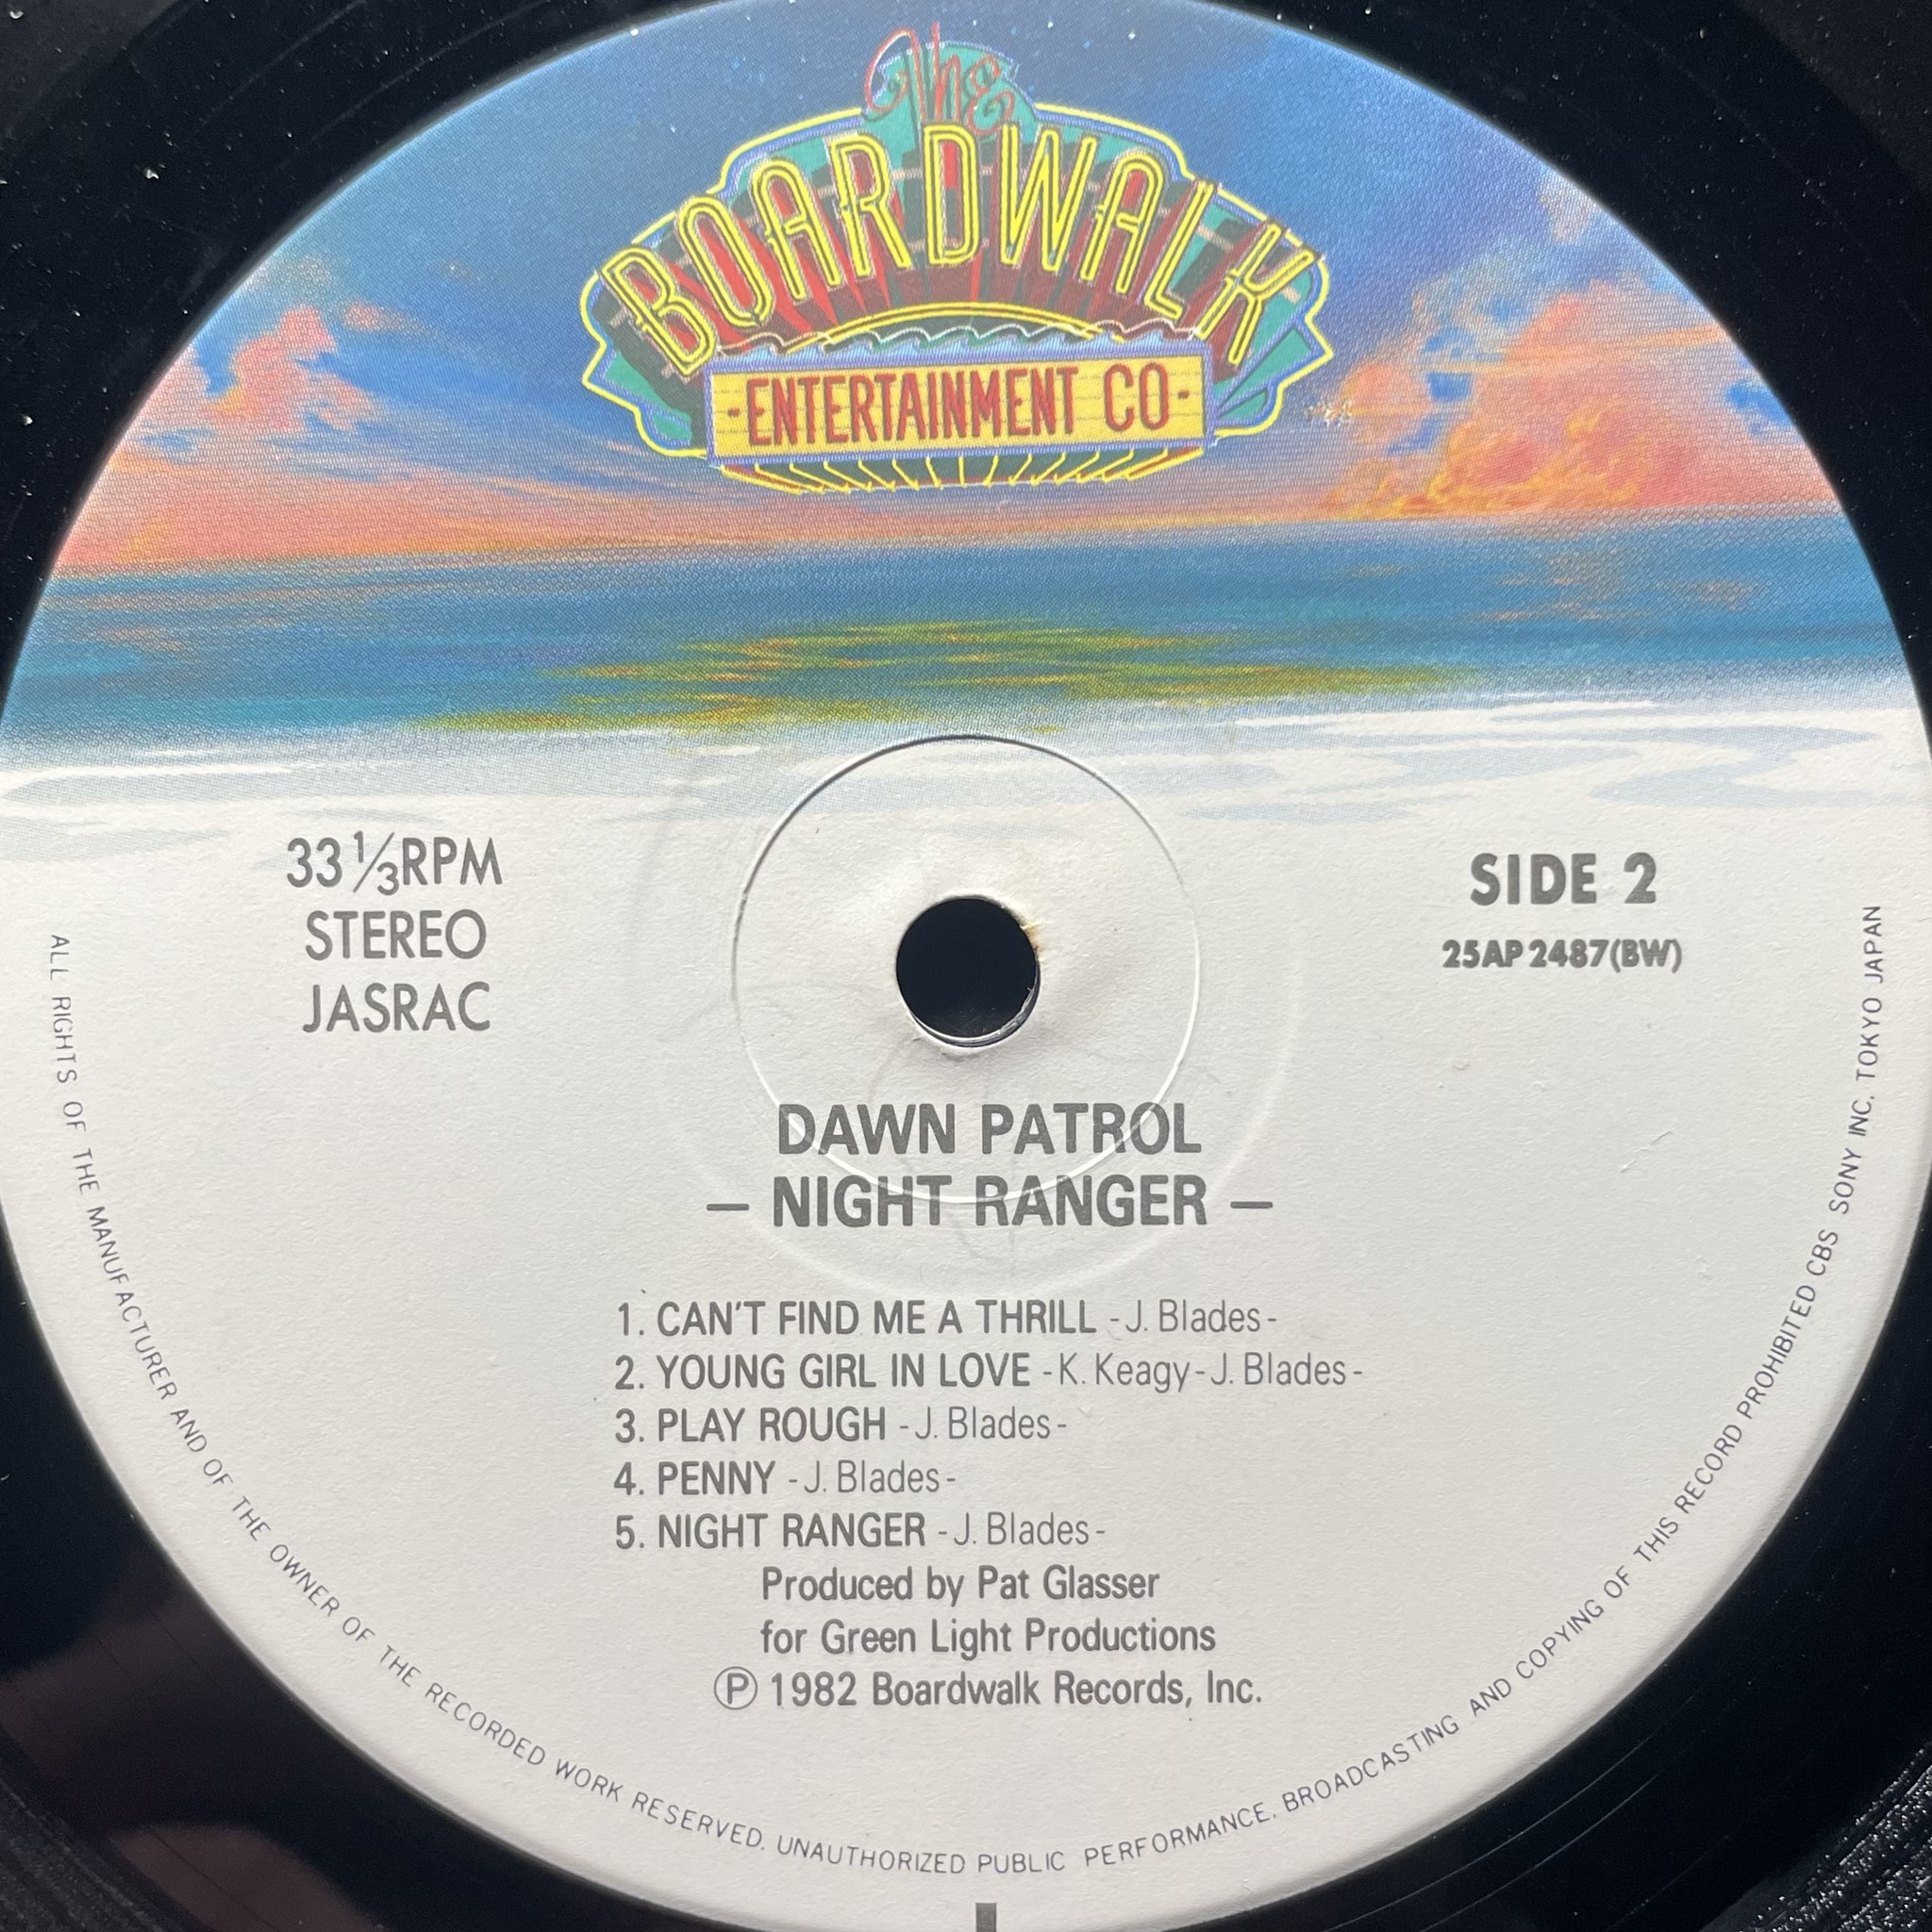 The
BOARDWALK
-ENTERTAINMENT CO-
33 1/3 RPM
STEREO
JASRAC
SIDE 2
25AP 2487(BW)
DAWN PATROL
— NIGHT RANGER —
1. CAN'T FIND ME A THRILL -J. Blades-
2. YOUNG GIRL IN LOVE -K. Keagy-J. Blades-
3. PLAY ROUGH -J. Blades-
4. PENNY -J. Blades-
5. NIGHT RANGER -J. Blades-
Produced by Pat Glasser
for Green Light Productions
Ⓟ 1982 Boardwalk Records, Inc.
ALL RIGHTS OF THE MANUFACTURER AND OF THE OWNER OF THE RECORDED WORK RESERVED. UNAUTHORIZED PUBLIC PERFORMANCE. BROADCASTING AND COPYING OF THIS RECORD PROHIBITED CBS SONY INC. TOKYO JAPAN